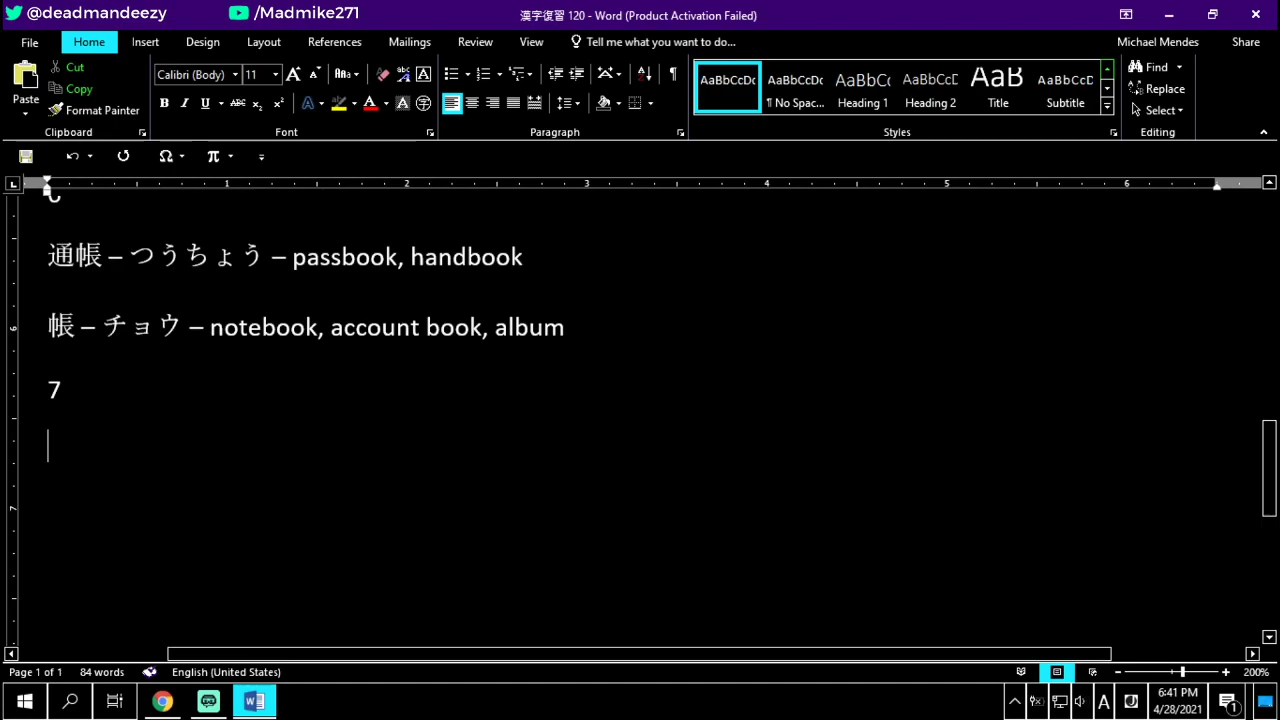 @deadmandeezy
/Madmike271
漢字復習 120 - Word (Product Activation Failed)
File
Home
Insert
Design
Layout
References
Mailings
Review
View
Tell me what you want to do...
Michael Mendes
Share
Paste
Cut
Copy
Format Painter
Clipboard
Calibri (Body)
11
Font
Paragraph
AaBbCcDc
AaBbCcDc
¶ No Spac...
AaBbCc
Heading 1
AaBbCcD
Heading 2
AaB
Title
AaBbCcD
Subtitle
Styles
Find
Replace
Select
Editing
通帳 – つうちょう – passbook, handbook
帳 – チョウ – notebook, account book, album
7
Page 1 of 1
84 words
English (United States)
200%
6:41 PM
4/28/2021